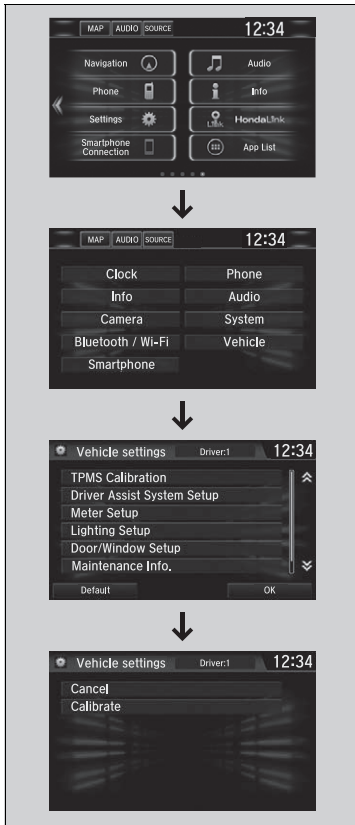 MAP AUDIO SOURCE 12:34
Navigation Audio
Phone Info
Settings Link HondaLink
Smartphone
Connection App List
MAP AUDIO SOURCE 12:34
Clock Phone
Info Audio
Camera System
Bluetooth / Wi-Fi Vehicle
Smartphone
Vehicle settings Driver:1 12:34
TPMS Calibration
Driver Assist System Setup
Meter Setup
Lighting Setup
Door/Window Setup
Maintenance Info.
Default OK
Vehicle settings Driver:1 12:34
Cancel
Calibrate